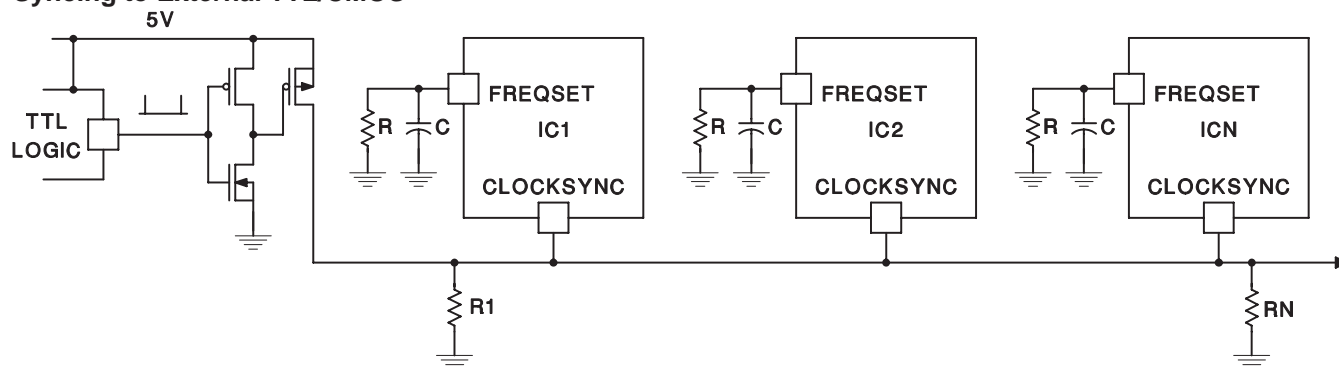 Syncing to External TTL/CMOS
5V
TTL
LOGIC
R
C
FREQSET
IC1
CLOCKSYNC
R
C
FREQSET
IC2
CLOCKSYNC
R
C
FREQSET
ICN
CLOCKSYNC
R1
RN